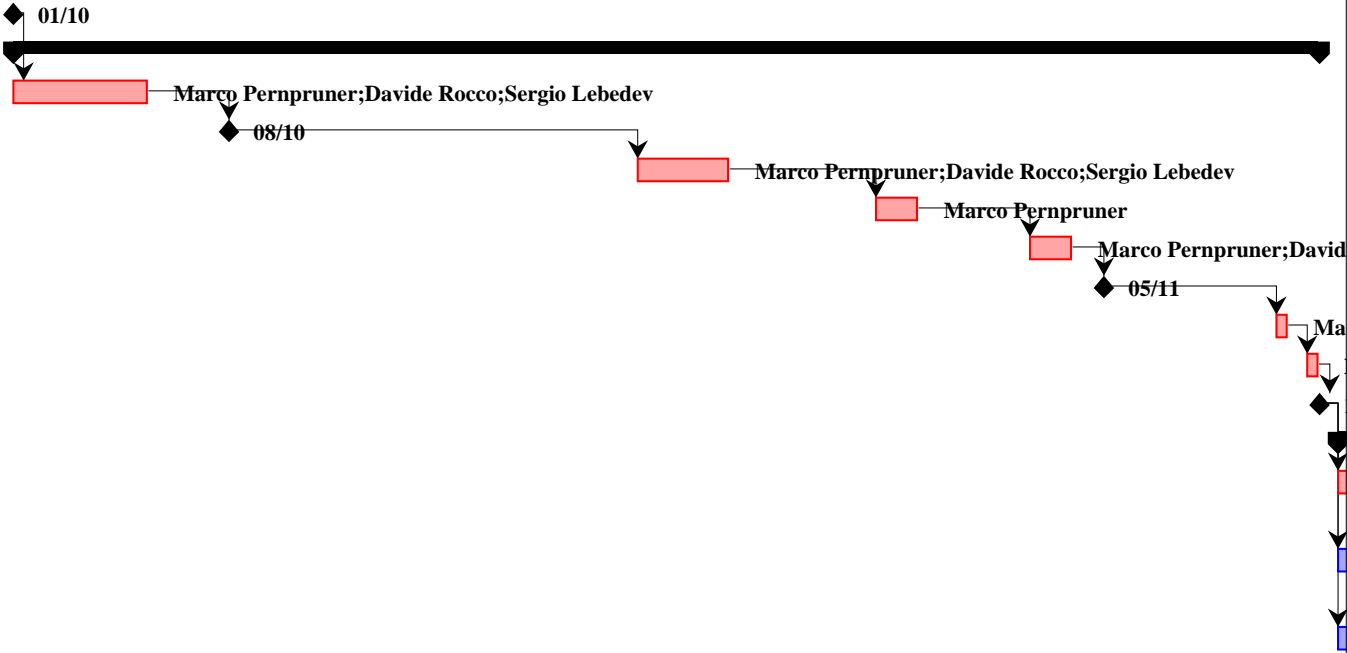 01/10
Marco Pernpruner;Davide Rocco;Sergio Lebedev
08/10
Marco Pernpruner;Davide Rocco;Sergio Lebedev
Marco Pernpruner
Marco Pernpruner;David
05/11
Ma